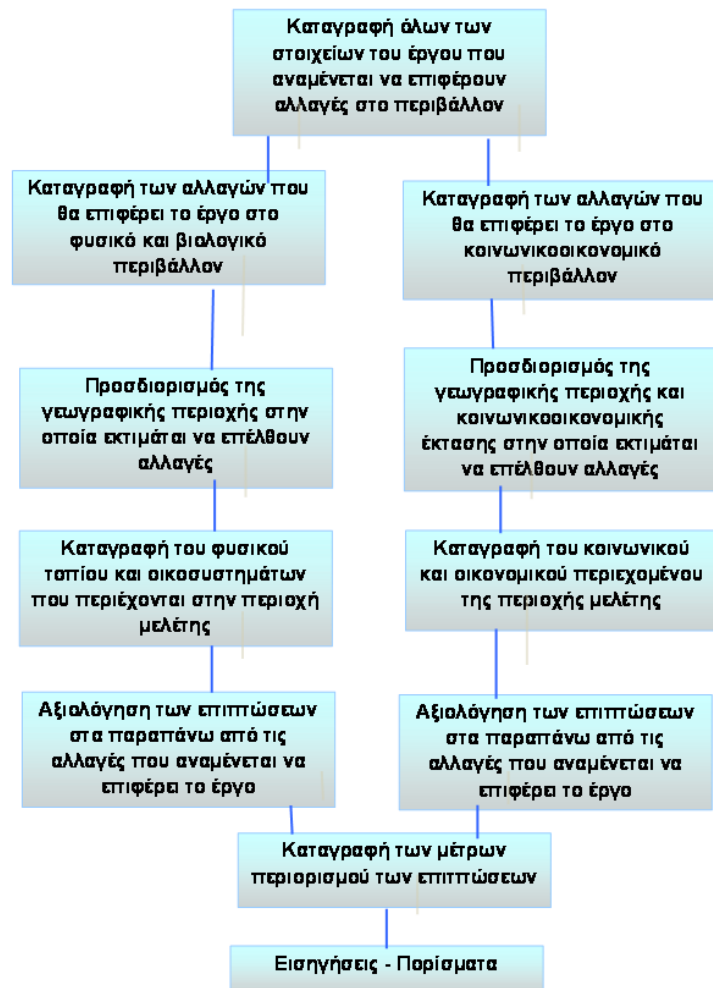 Καταγραφή όλων των
στοιχείων του έργου που
αναμένεται να επιφέρουν
αλλαγές στο περιβάλλον
Καταγραφή των αλλαγών που
θα επιφέρει το έργο στο
φυσικό και βιολογικό
περιβάλλον
Καταγραφή των αλλαγών που
θα επιφέρει το έργο στο
κοινωνικοοικονομικό
περιβάλλον
Προσδιορισμός της
γεωγραφικής περιοχής στην
οποία εκτιμάται να επέλθουν
αλλαγές
Προσδιορισμός της
γεωγραφικής περιοχής και
κοινωνικοοικονομικής
έκτασης στην οποία εκτιμάται
να επέλθουν αλλαγές
Καταγραφή του φυσικού
τοπίου και οικοσυστημάτων
που περιέχονται στην περιοχή
μελέτης
Καταγραφή του κοινωνικού
και οικονομικού περιεχομένου
της περιοχής μελέτης
Αξιολόγηση των επιπτώσεων
στα παραπάνω από τις
αλλαγές που αναμένεται να
επιφέρει το έργο
Αξιολόγηση των επιπτώσεων
στα παραπάνω από τις
αλλαγές που αναμένεται να
επιφέρει το έργο
Καταγραφή των μέτρων
περιορισμού των επιπτώσεων
Εισηγήσεις - Πορίσματα